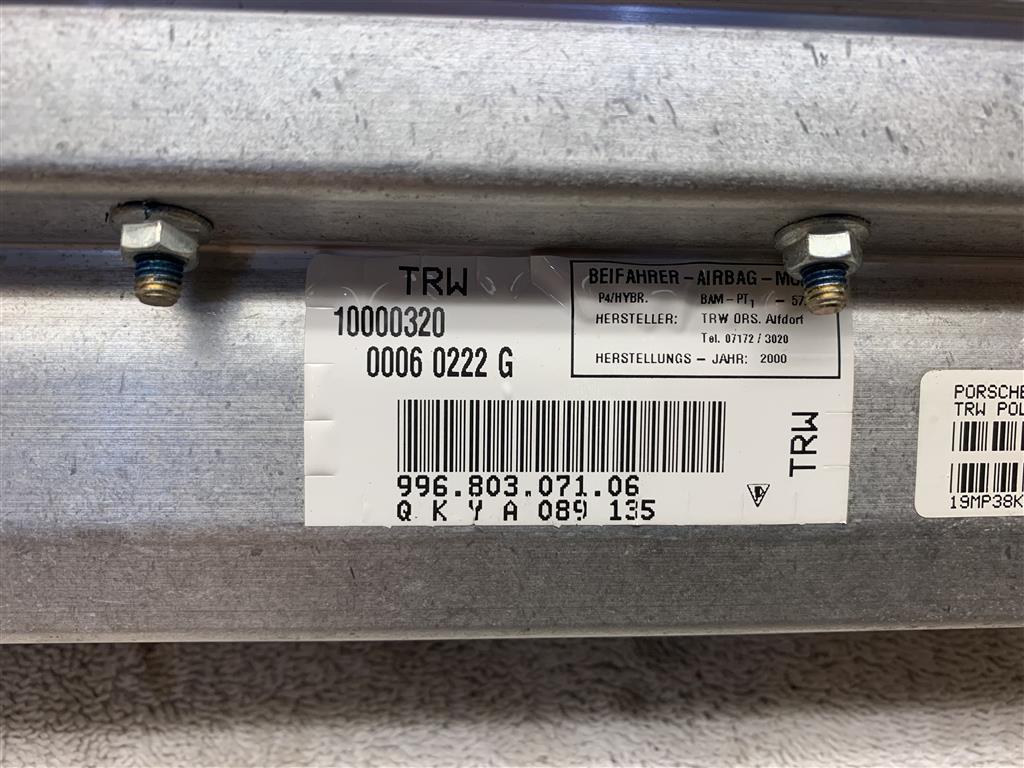 TRW
10000320
0006 0222 G
BEIFAHRER - AIRBAG -
P4/HYBR. BAM - PT1 - 57
HERSTELLER: TRW ORS. Alfdorf
Tel. 07172 / 3020
HERSTELLUNGS - JAHR: 2000
TRW
996.803.071.06
Q K Y A 089 135
PORSCHE
TRW POL
19MP38K